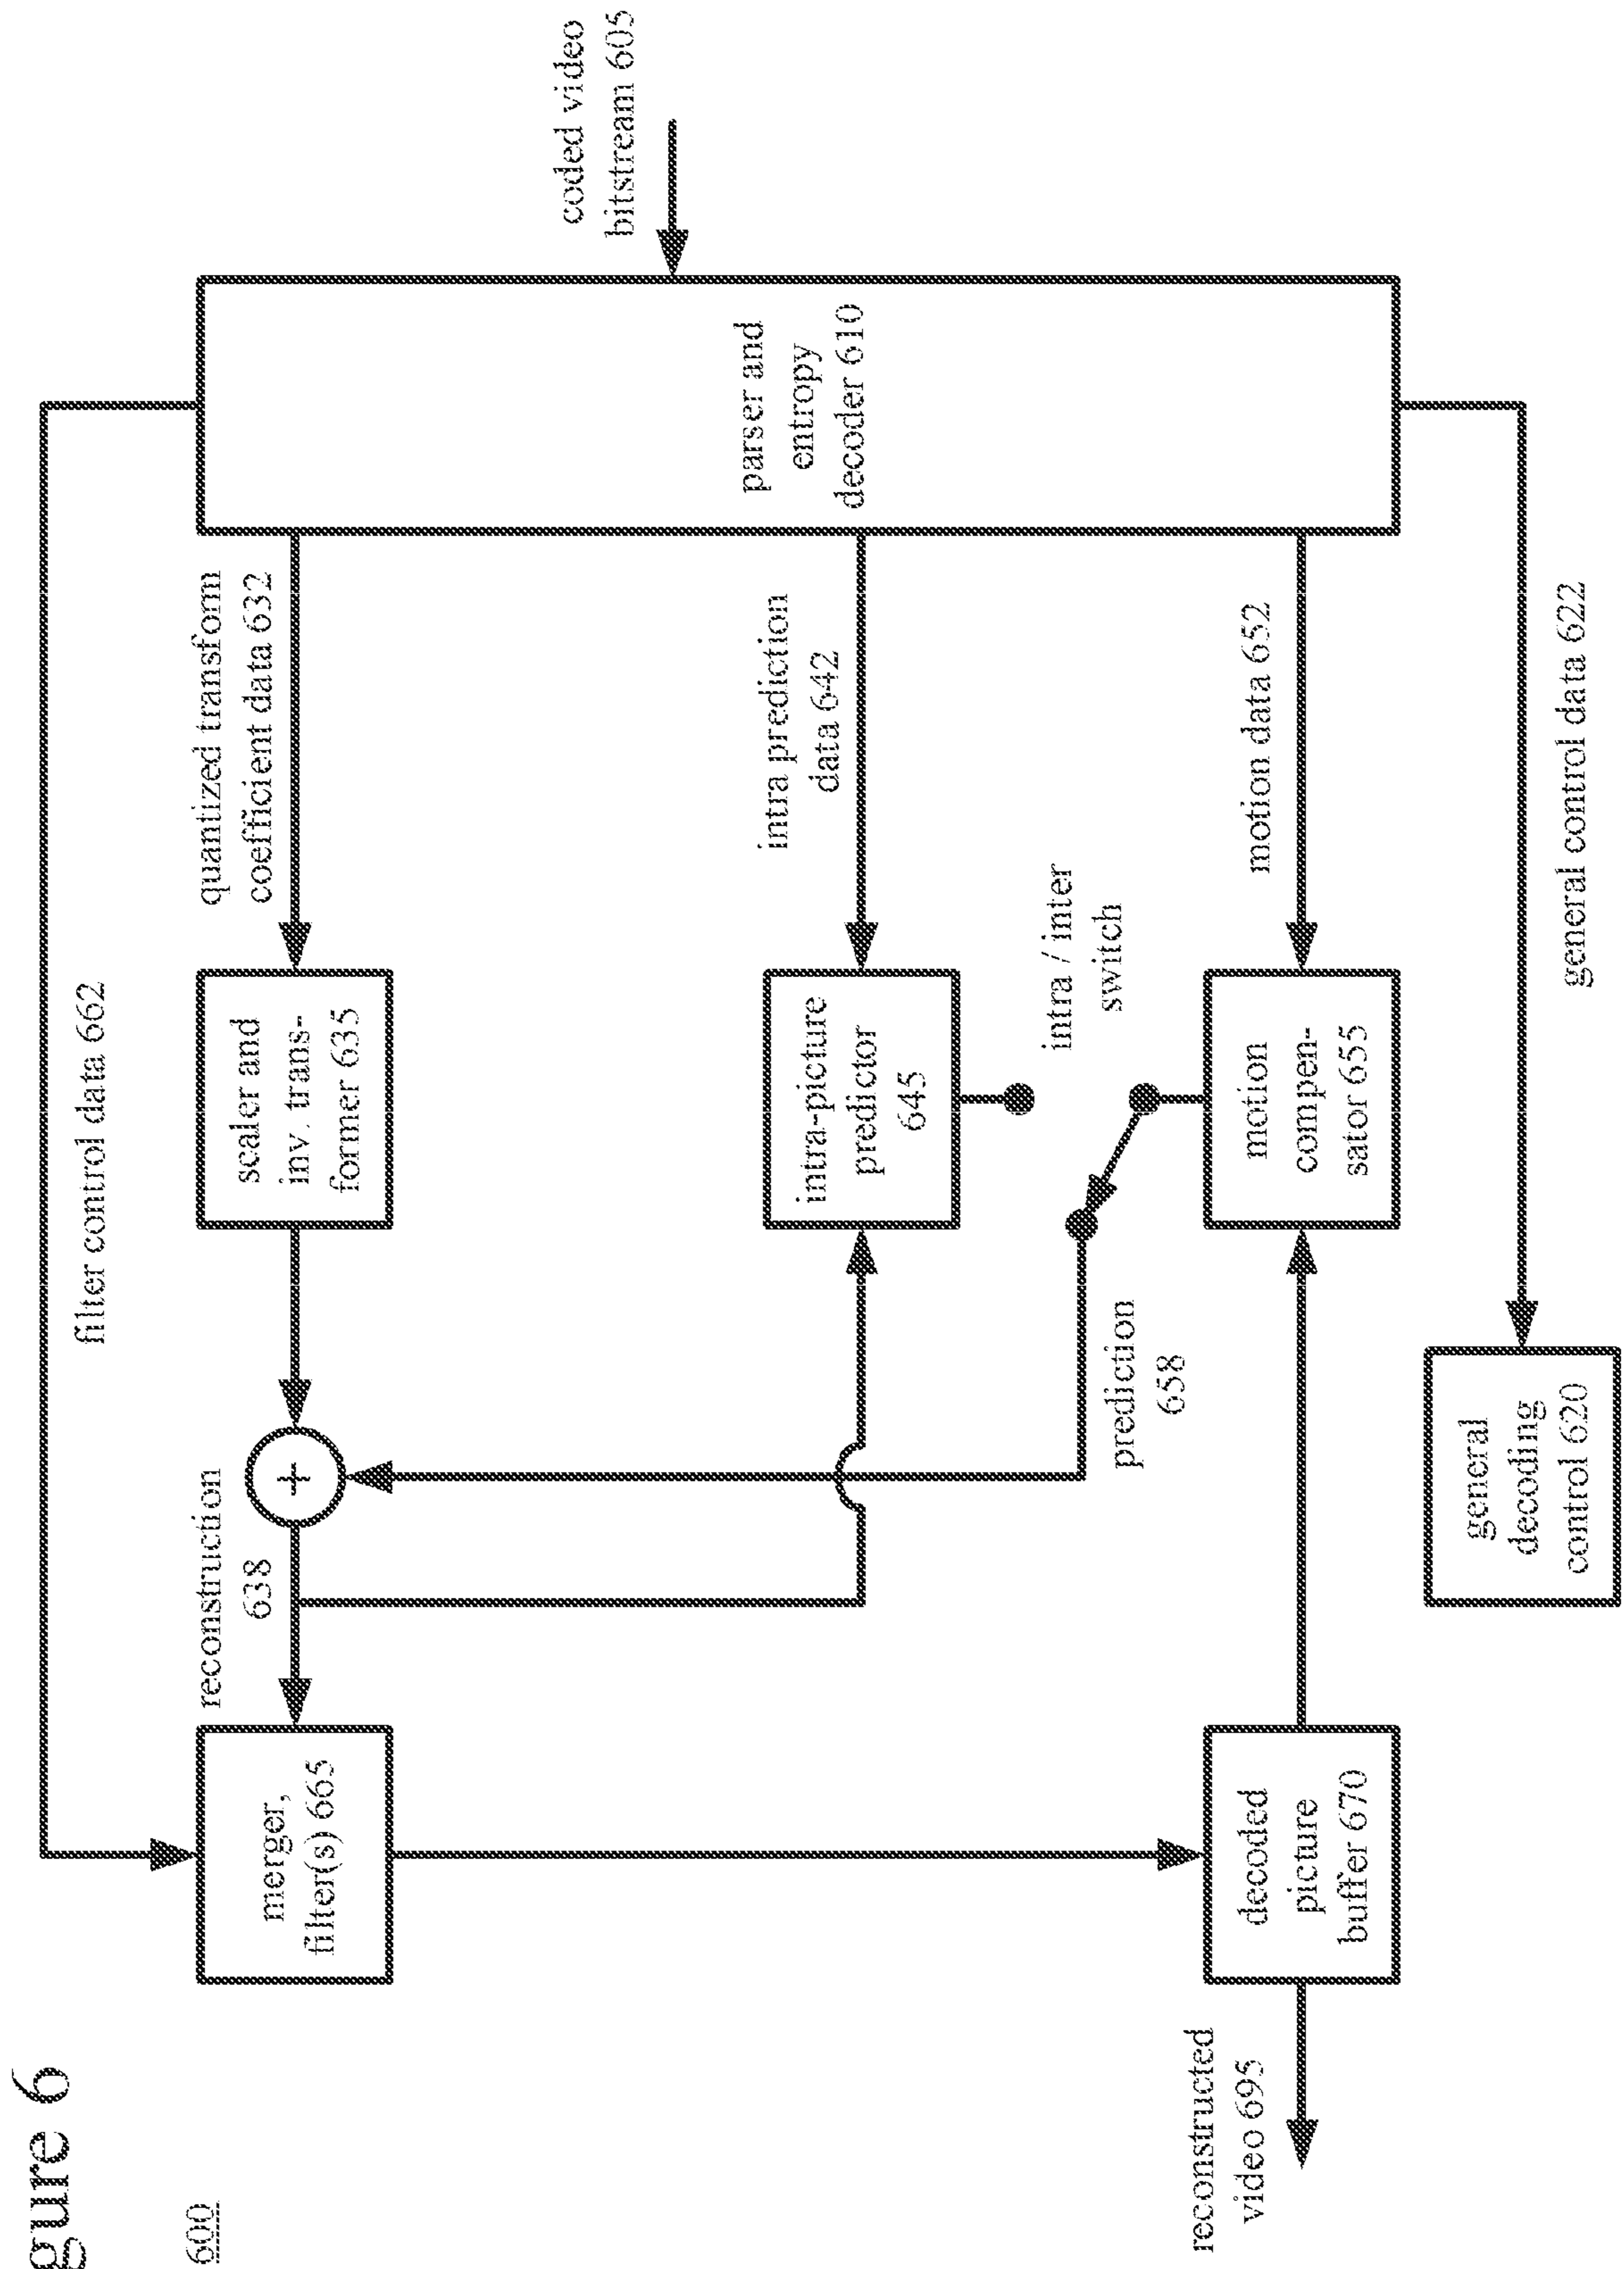 gure 6
600
coded video
bitstream 605
parser and
entropy
decoder 610
filter control data 662
quantized transform
coefficient data 632
intra prediction
data 642
motion data 652
general control data 622
scaler and
inv. trans-
former 635
intra-picture
predictor
645
intra / inter
switch
motion
compen-
sator 655
reconstruction
638
+
prediction
658
general
decoding
control 620
merger,
filter(s) 665
decoded
picture
buffer 670
reconstructed
video 695